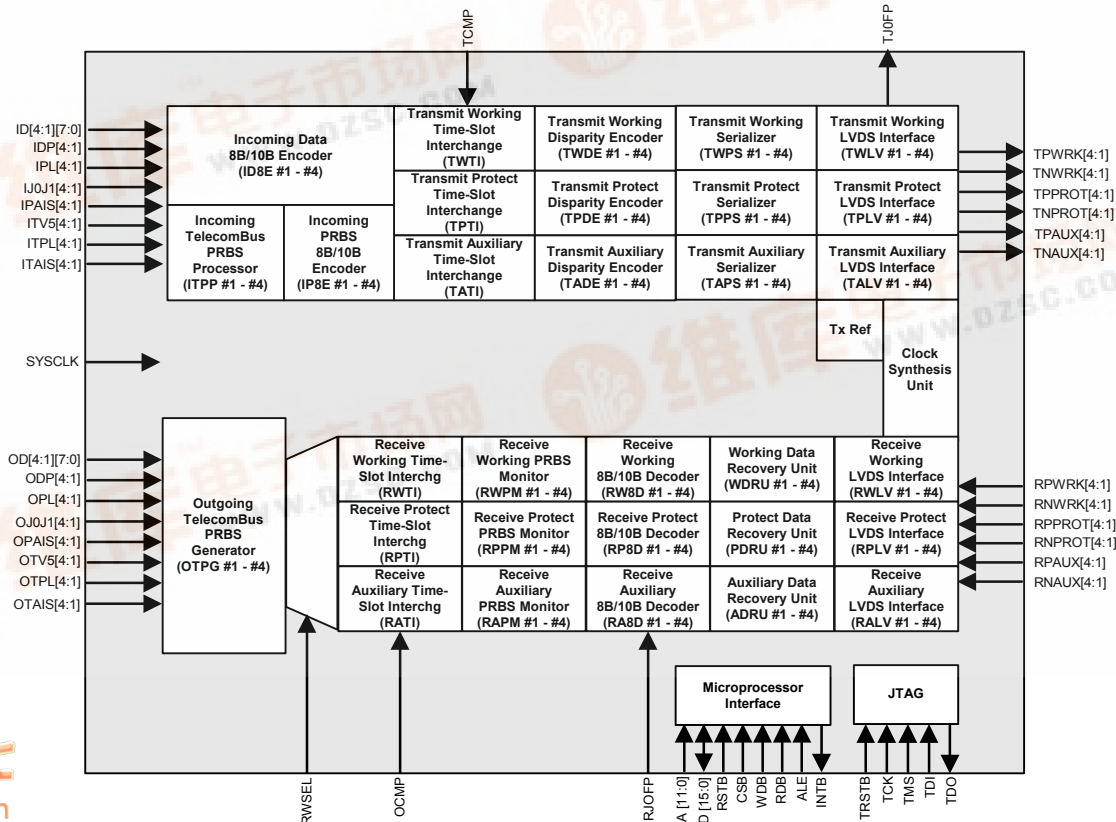 TCMP
TJ0FP
ID[4:1][7:0]
IDP[4:1]
IPL[4:1]
IJ0J1[4:1]
IPAIS[4:1]
ITV5[4:1]
ITPL[4:1]
ITAIS[4:1]
Incoming Data
8B/10B Encoder
(ID8E #1 - #4)
Incoming
TelecomBus
PRBS
Processor
(ITPP #1 - #4)
Incoming
PRBS
8B/10B
Encoder
(IP8E #1 - #4)
Transmit Working
Time-Slot
Interchange
(TWTI)
Transmit Protect
Time-Slot
Interchange
(TPTI)
Transmit Auxiliary
Time-Slot
Interchange
(TATI)
Transmit Working
Disparity Encoder
(TWDE #1 - #4)
Transmit Protect
Disparity Encoder
(TPDE #1 - #4)
Transmit Auxiliary
Disparity Encoder
(TADE #1 - #4)
Transmit Working
Serializer
(TWPS #1 - #4)
Transmit Protect
Serializer
(TPPS #1 - #4)
Transmit Auxiliary
Serializer
(TAPS #1 - #4)
Transmit Working
LVDS Interface
(TWLV #1 - #4)
Transmit Protect
LVDS Interface
(TPLV #1 - #4)
Transmit Auxiliary
LVDS Interface
(TALV #1 - #4)
TPWRK[4:1]
TNWRK[4:1]
TPPROT[4:1]
TNPROT[4:1]
TPAUX[4:1]
TNAUX[4:1]
Tx Ref
Clock
Synthesis
Unit
SYSCLK
OD[4:1][7:0]
ODP[4:1]
OPL[4:1]
OJ0J1[4:1]
OPAIS[4:1]
OTV5[4:1]
OTPL[4:1]
OTAIS[4:1]
Outgoing
TelecomBus
PRBS
Generator
(OTPG #1 - #4)
Receive
Working Time-
Slot Interchg
(RWTI)
Receive Protect
Time-Slot
Interchg
(RPTI)
Receive
Auxiliary Time-
Slot Interchg
(RATI)
Receive
Working PRBS
Monitor
(RWPM #1 - #4)
Receive Protect
PRBS Monitor
(RPPM #1 - #4)
Receive
Auxiliary
PRBS Monitor
(RAPM #1 - #4)
Receive
Working
8B/10B Decoder
(RW8D #1 - #4)
Receive Protect
8B/10B Decoder
(RP8D #1 - #4)
Receive
Auxiliary
8B/10B Decoder
(RA8D #1 - #4)
Working Data
Recovery Unit
(WDRU #1 - #4)
Protect Data
Recovery Unit
(PDRU #1 - #4)
Auxiliary Data
Recovery Unit
(ADRU #1 - #4)
Receive
Working
LVDS Interface
(RWLV #1 - #4)
Receive Protect
LVDS Interface
(RPLV #1 - #4)
Receive
Auxiliary
LVDS Interface
(RALV #1 - #4)
RPWRK[4:1]
RNWRK[4:1]
RPPROT[4:1]
RNPROT[4:1]
RPAUX[4:1]
RNAUX[4:1]
Microprocessor
Interface
JTAG
RWSEL
OCMP
RJOFP
A [11:0]
D [15:0]
RSTB
CSB
WDB
RDB
ALE
INTB
TRSTB
TCK
TMS
TDI
TDO
维库电子市场网
WWW.DZSC.COM